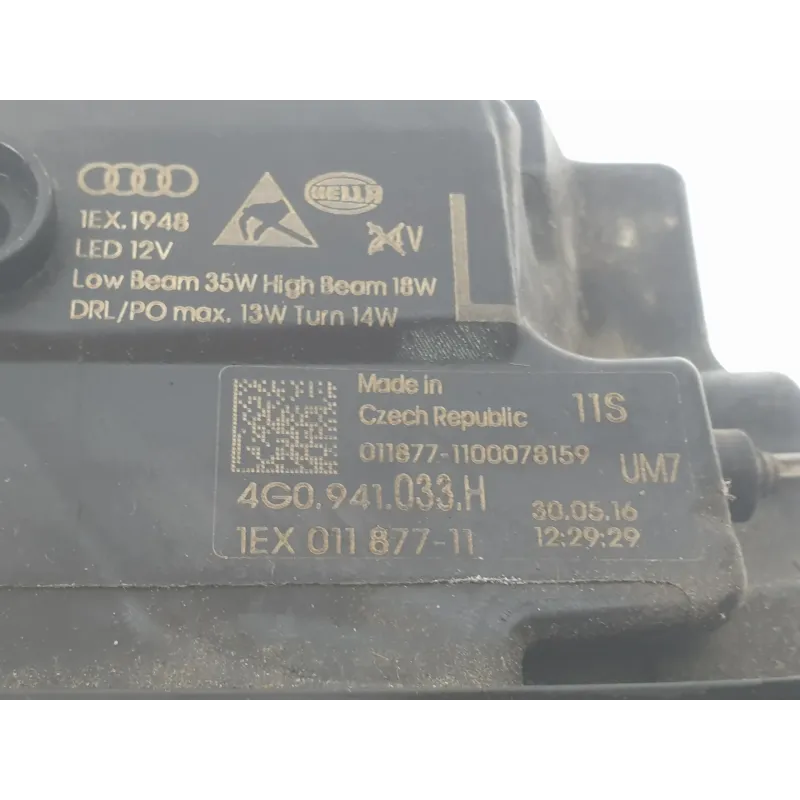 HELLA
1EX.1948
LED 12V
24V
Low Beam 35W High Beam 18W
DRL/PO max. 13W Turn 14W
L
Made in
Czech Republic
11S
011877-1100078159
UM7
4G0.941.033.H
30.05.16
1EX 011 877-11
12:29:29